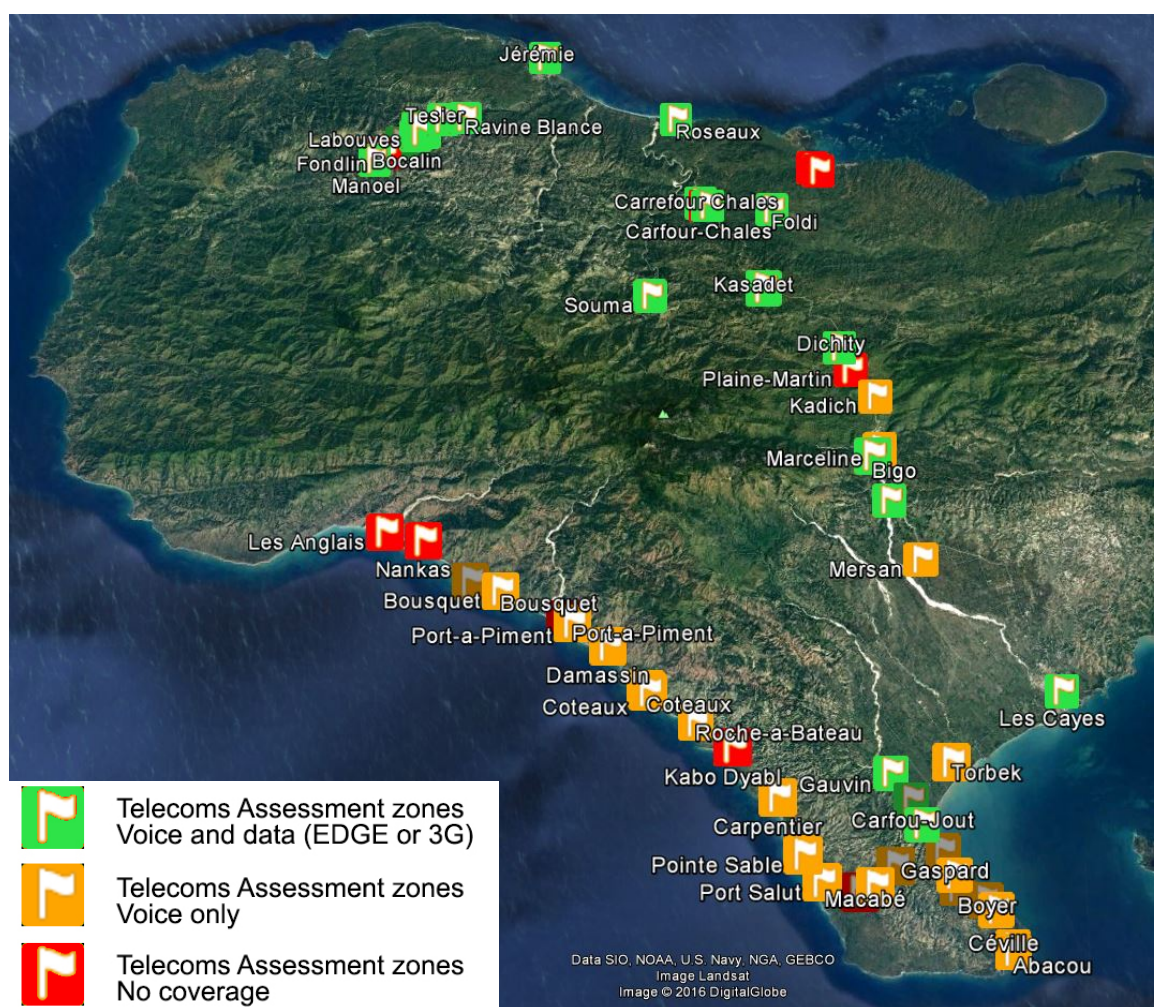 Jérémie
Tesier
Ravine Blance
Roseaux
Labouves
Fondlin
Bocalin
Manoel
Carrefour Chales
Foldi
Carfour-Chales
Kasadet
Souma
Dichity
Plaine-Martin
Kadich
Marceline
Bigo
Les Anglais
Mersan
Nankas
Bousquet
Bousquet
Port-a-Piment
Port-a-Piment
Damassin
Coteaux
Coteaux
Les Cayes
Roche-a-Bateau
Kabo Dyabl
Gauvin
Torbek
Carpentier
Carfou-Jout
Pointe Sable
Gaspard
Port Salut
Macabé
Boyer
Céville
Abacou
Telecoms Assessment zones
Voice and data (EDGE or 3G)
Telecoms Assessment zones
Voice only
Telecoms Assessment zones
No coverage
Data SIO, NOAA, U.S. Navy, NGA, GEBCO
Image Landsat
Image © 2016 DigitalGlobe